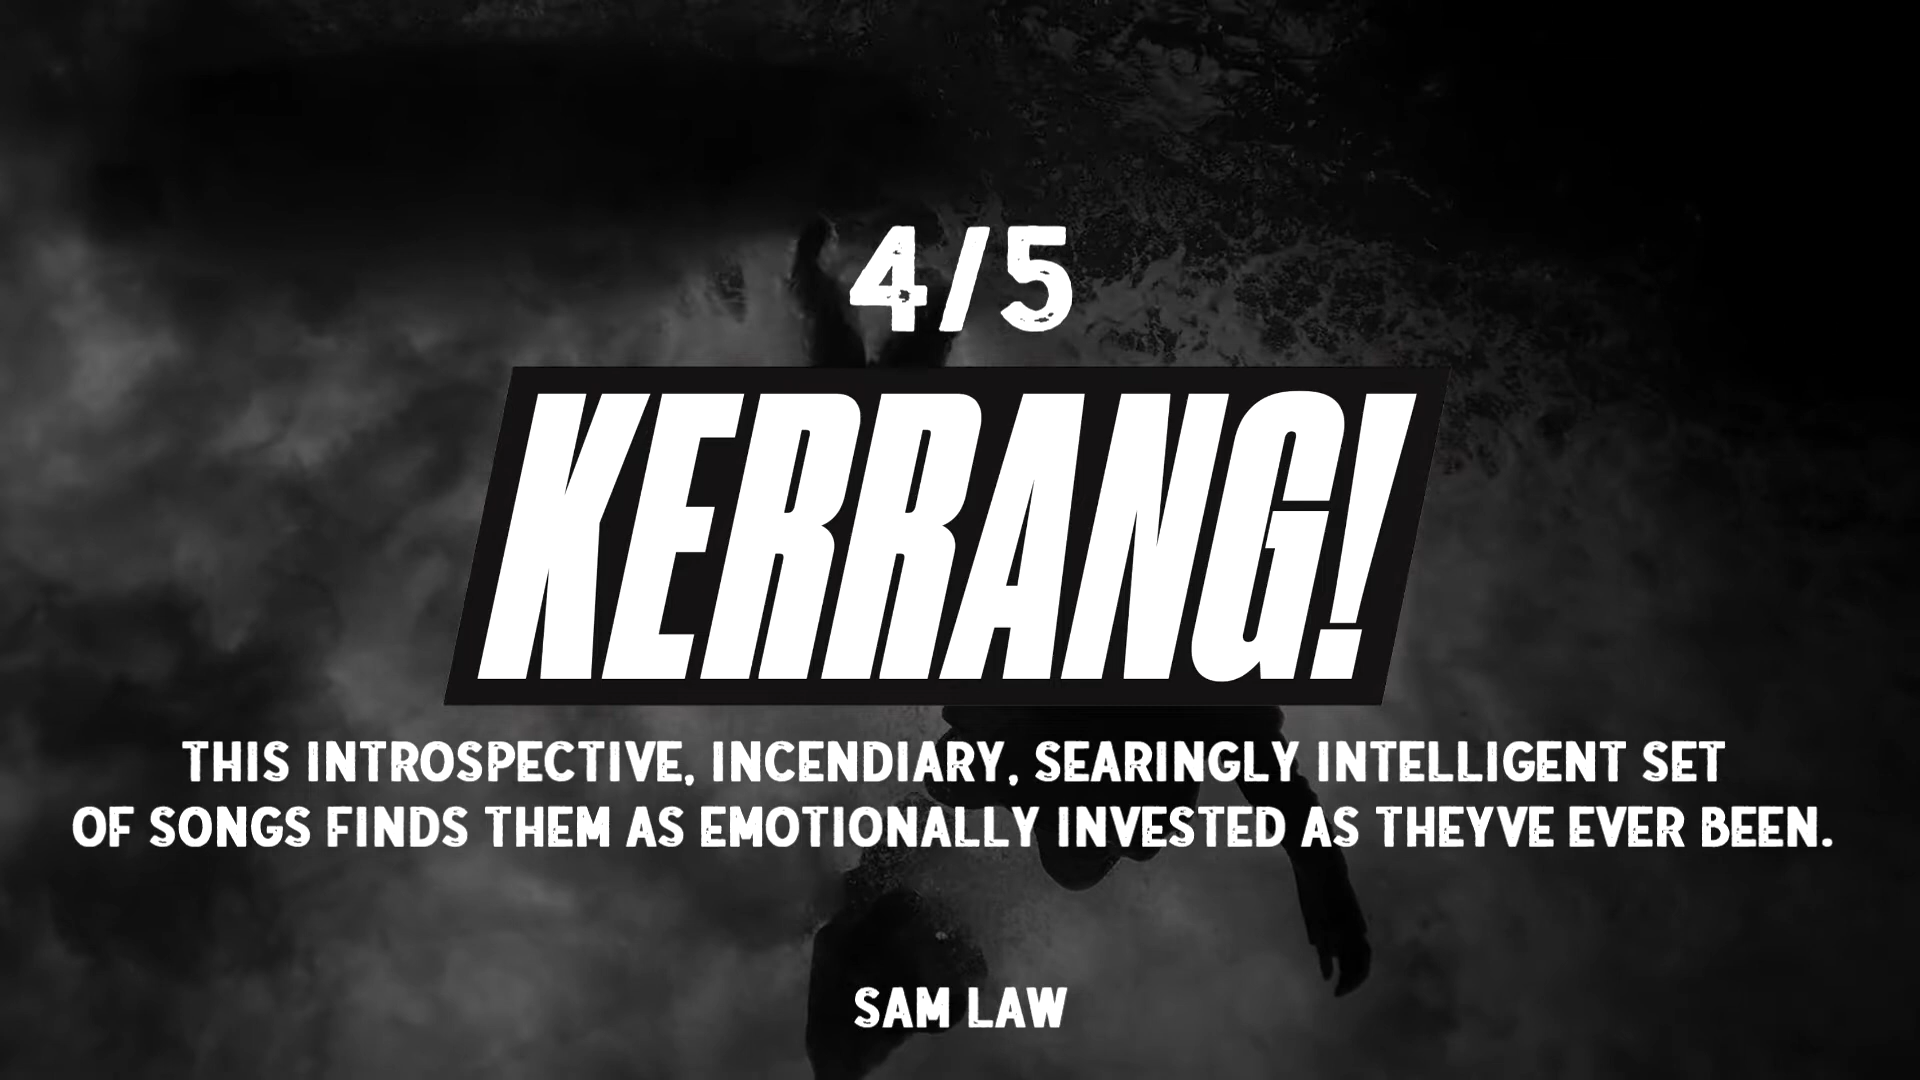 4/5
KERRANG!
THIS INTROSPECTIVE, INCENDIARY, SEARINGLY INTELLIGENT SET
OF SONGS FINDS THEM AS EMOTIONALLY INVESTED AS THEYVE EVER BEEN.
SAM LAW